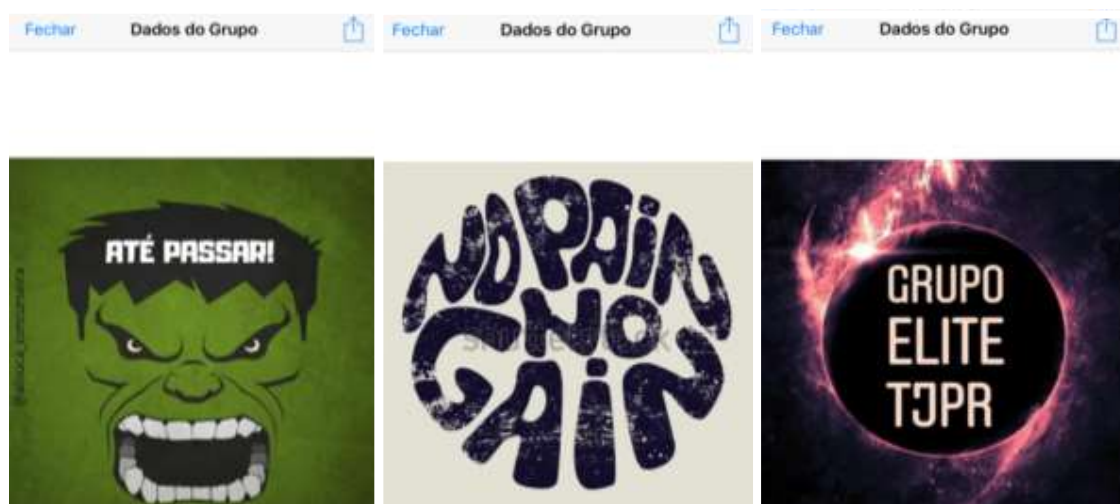 Fechar Dados do Grupo
Fechar Dados do Grupo
Fechar Dados do Grupo
ATÉ PASSAR!
NO PAIN
NO
GAIN
GRUPO
ELITE
TJPR